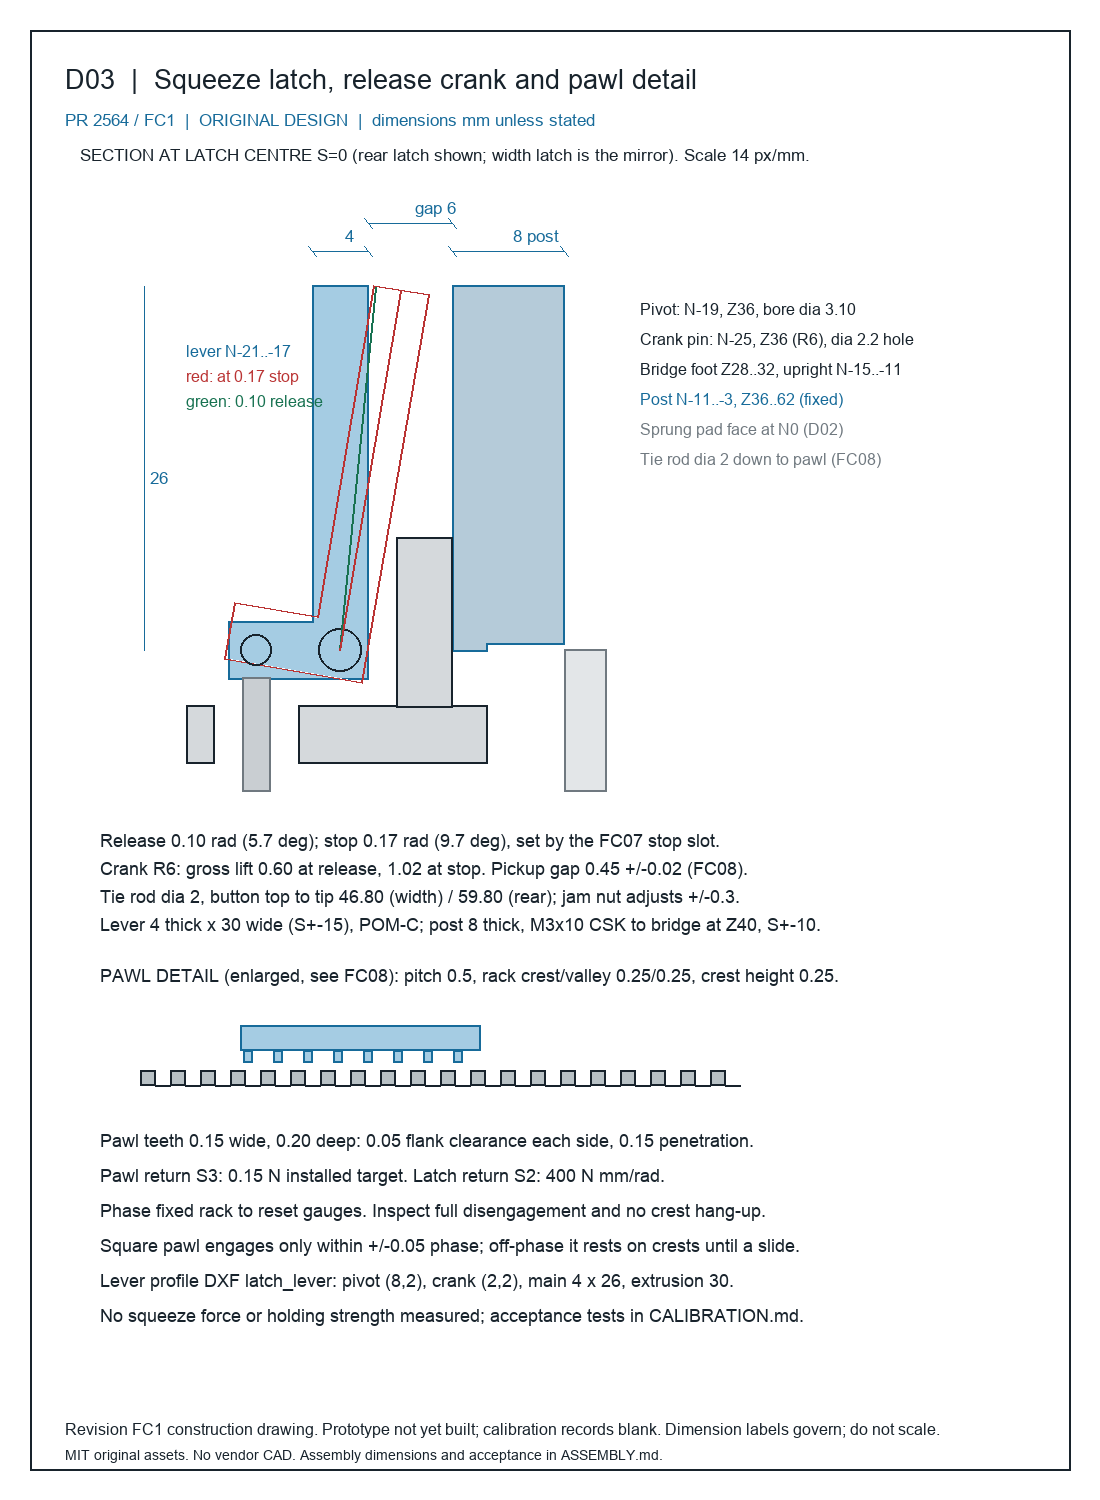 D03 | Squeeze latch, release crank and pawl detail
PR 2564 / FC1 | ORIGINAL DESIGN | dimensions mm unless stated
SECTION AT LATCH CENTRE S=0 (rear latch shown; width latch is the mirror). Scale 14 px/mm.
gap 6
4
8 post
Pivot: N-19, Z36, bore dia 3.10
Crank pin: N-25, Z36 (R6), dia 2.2 hole
Bridge foot Z28..32, upright N-15..-11
Post N-11..-3, Z36..62 (fixed)
Sprung pad face at N0 (D02)
Tie rod dia 2 down to pawl (FC08)
lever N-21..-17
red: at 0.17 stop
green: 0.10 release
26
Release 0.10 rad (5.7 deg); stop 0.17 rad (9.7 deg), set by the FC07 stop slot.
Crank R6: gross lift 0.60 at release, 1.02 at stop. Pickup gap 0.45 +/-0.02 (FC08).
Tie rod dia 2, button top to tip 46.80 (width) / 59.80 (rear); jam nut adjusts +/-0.3.
Lever 4 thick x 30 wide (S+-15), POM-C; post 8 thick, M3x10 CSK to bridge at Z40, S+-10.
PAWL DETAIL (enlarged, see FC08): pitch 0.5, rack crest/valley 0.25/0.25, crest height 0.25.
Pawl teeth 0.15 wide, 0.20 deep: 0.05 flank clearance each side, 0.15 penetration.
Pawl return S3: 0.15 N installed target. Latch return S2: 400 N mm/rad.
Phase fixed rack to reset gauges. Inspect full disengagement and no crest hang-up.
Square pawl engages only within +/-0.05 phase; off-phase it rests on crests until a slide.
Lever profile DXF latch_lever: pivot (8,2), crank (2,2), main 4 x 26, extrusion 30.
No squeeze force or holding strength measured; acceptance tests in CALIBRATION.md.
Revision FC1 construction drawing. Prototype not yet built; calibration records blank. Dimension labels govern; do not scale.
MIT original assets. No vendor CAD. Assembly dimensions and acceptance in ASSEMBLY.md.